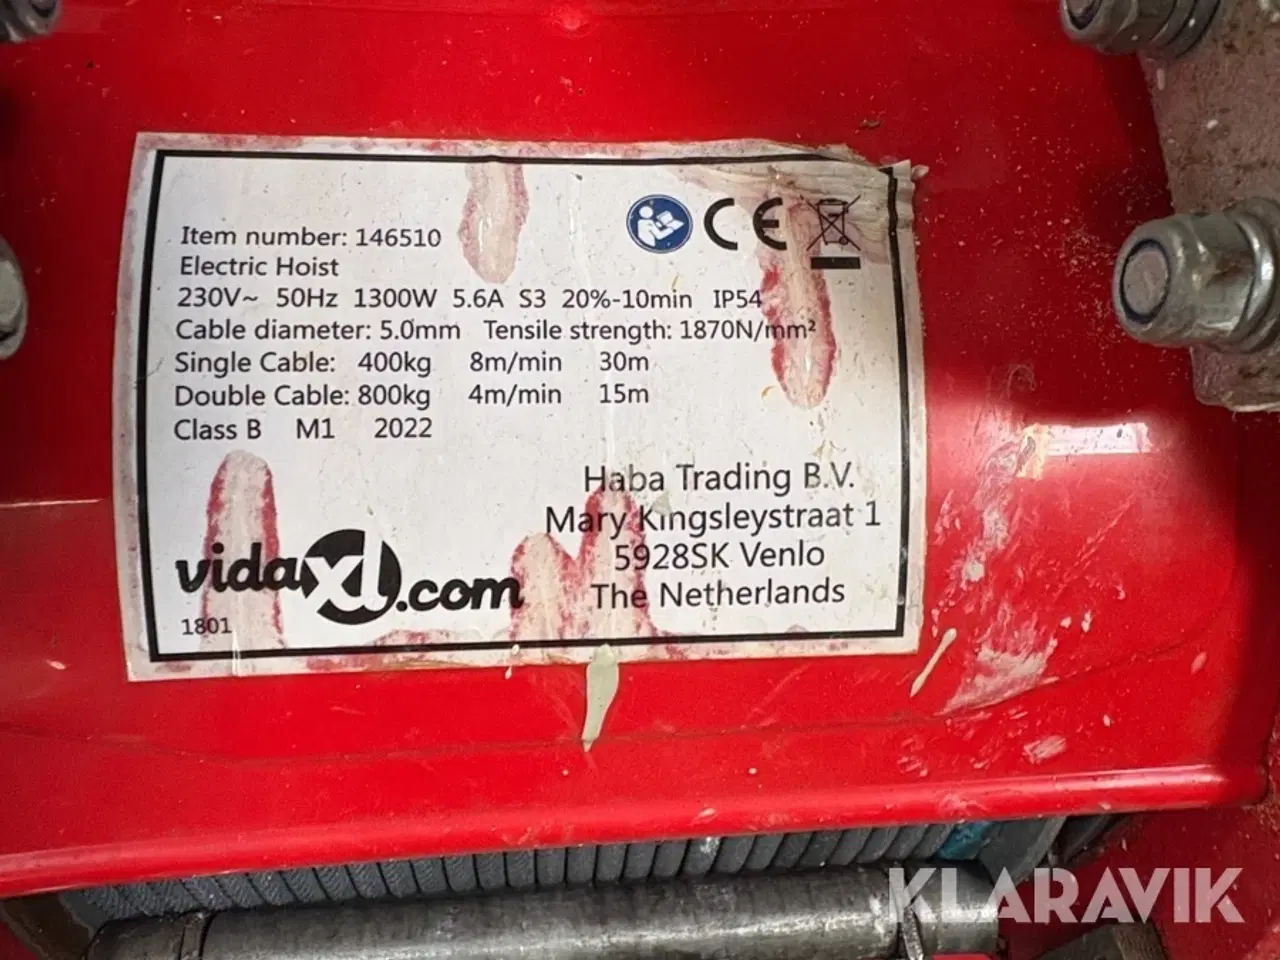 Item number: 146510
Electric Hoist
230V~ 50Hz 1300W 5.6A S3 20%-10min IP54
Cable diameter: 5.0mm Tensile strength: 1870N/mm²
Single Cable: 400kg 8m/min 30m
Double Cable: 800kg 4m/min 15m
Class B M1 2022
CE
Haba Trading B.V.
Mary Kingsleystraat 1
5928SK Venlo
The Netherlands
vidaXL.com
1801
KLARAVIK